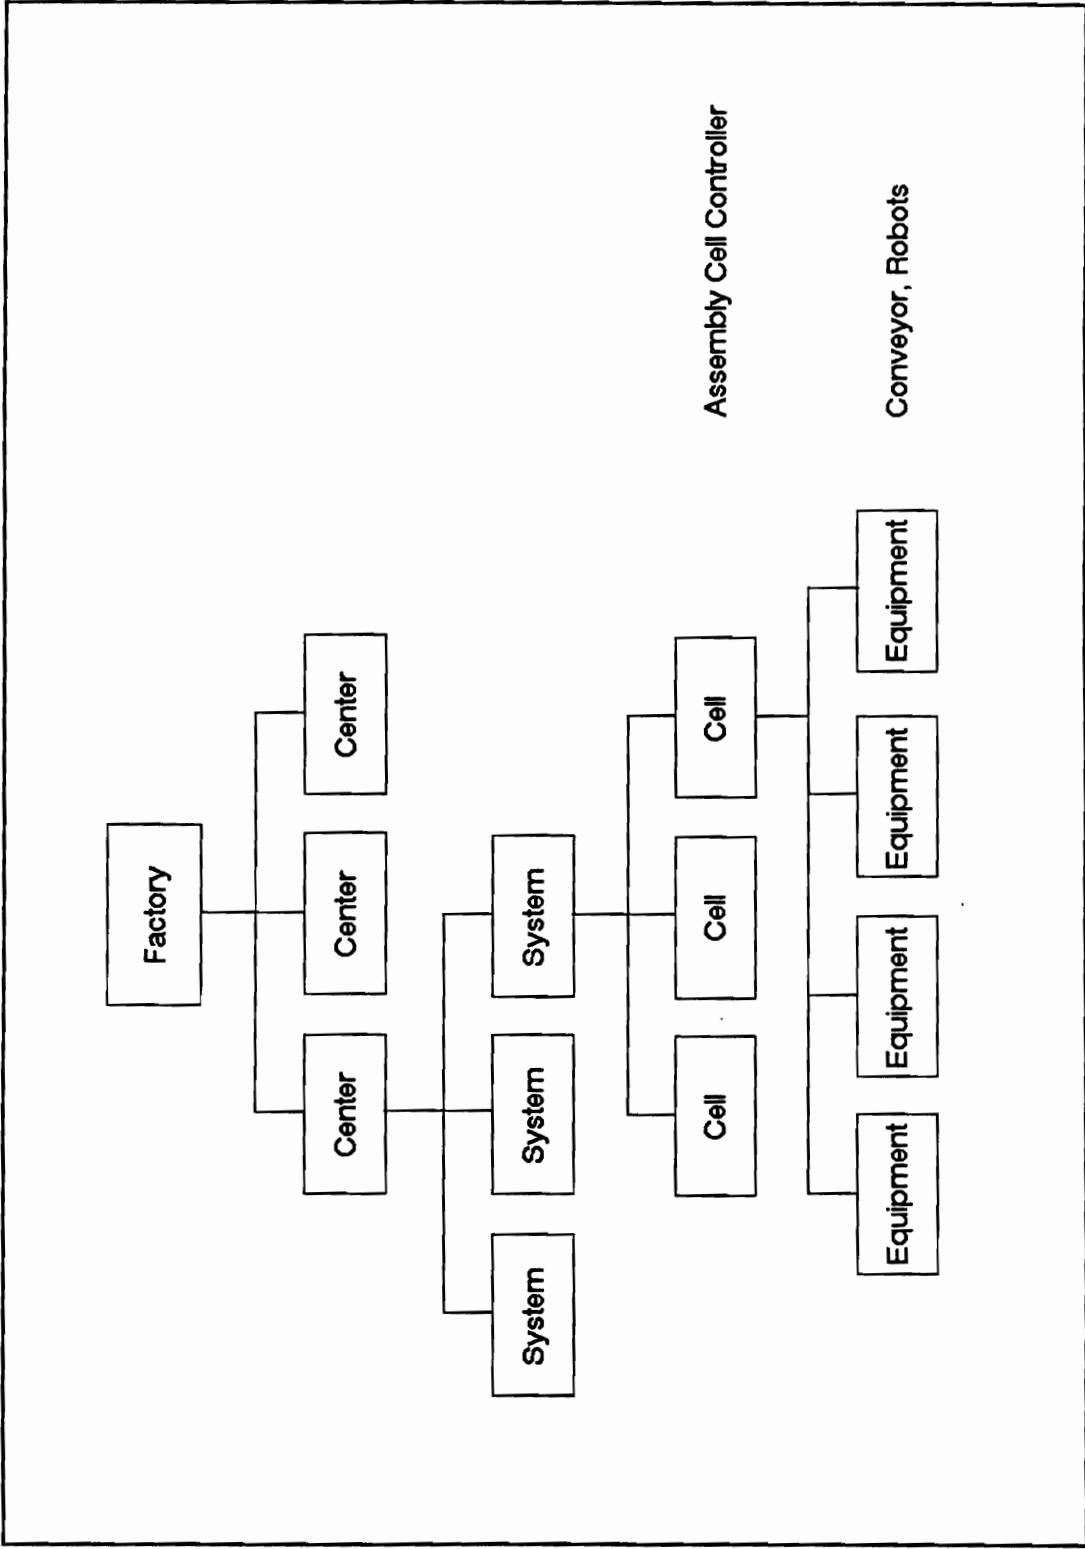 Factory
Center
Center
Center
System
System
System
Cell
Cell
Cell
Assembly Cell Controller
Equipment
Equipment
Equipment
Equipment
Conveyor, Robots